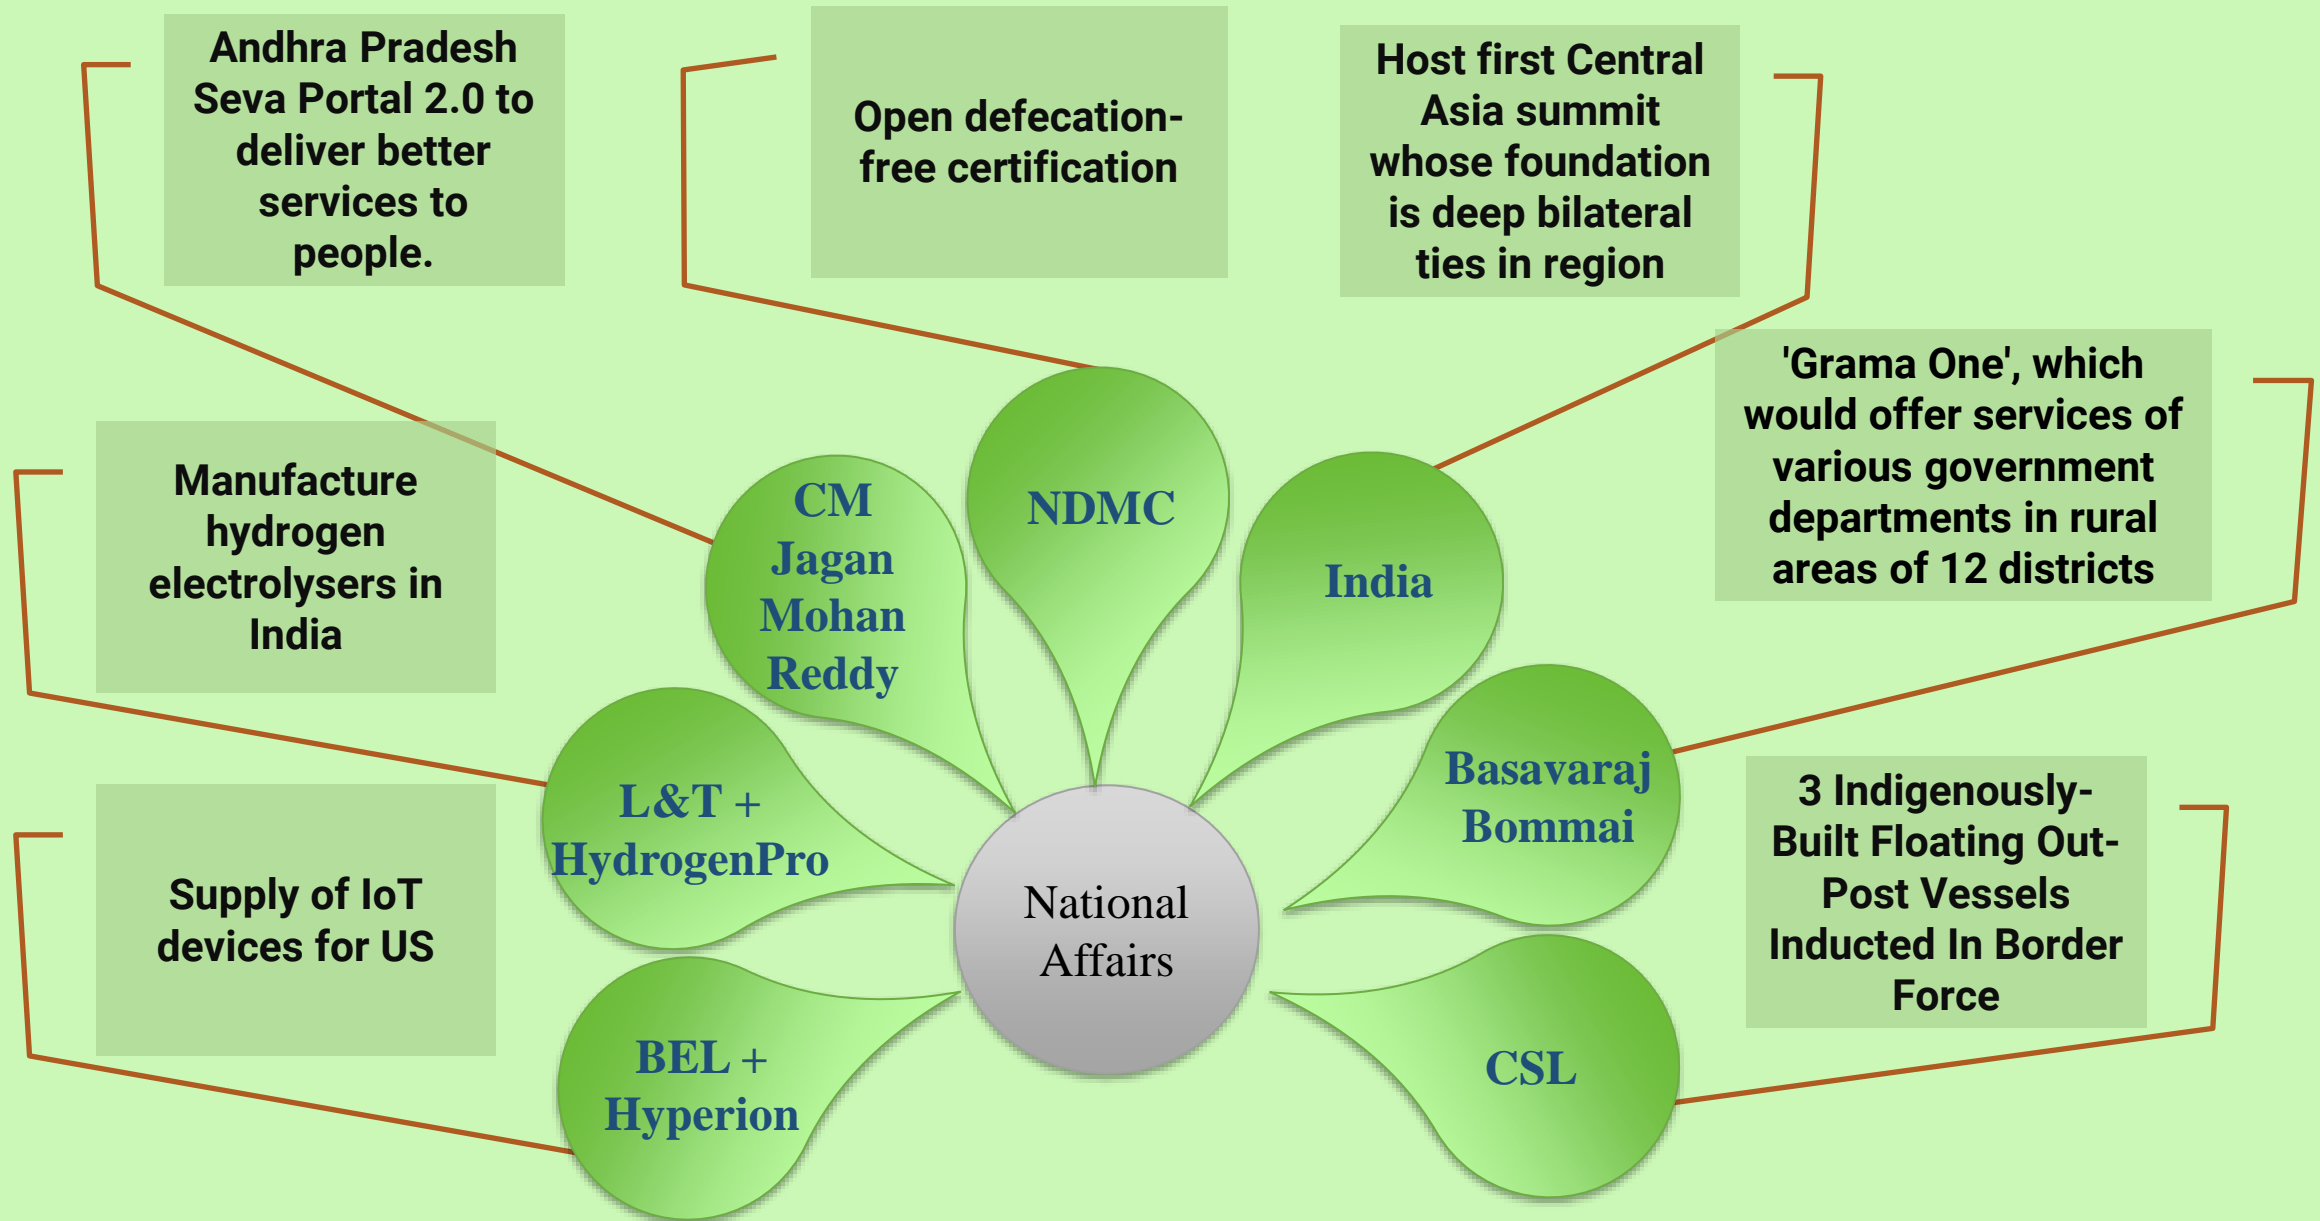 Andhra Pradesh
Seva Portal 2.0 to
deliver better
services to
people.
Open defecation-
free certification
Host first Central
Asia summit
whose foundation
is deep bilateral
ties in region
'Grama One', which
would offer services of
various government
departments in rural
areas of 12 districts
Manufacture
hydrogen
electrolysers in
India
CM
Jagan
Mohan
Reddy
NDMC
India
L&T +
HydrogenPro
Basavaraj
Bommai
3 Indigenously-
Built Floating Out-
Post Vessels
Inducted In Border
Force
Supply of IoT
devices for US
National
Affairs
BEL +
Hyperion
CSL